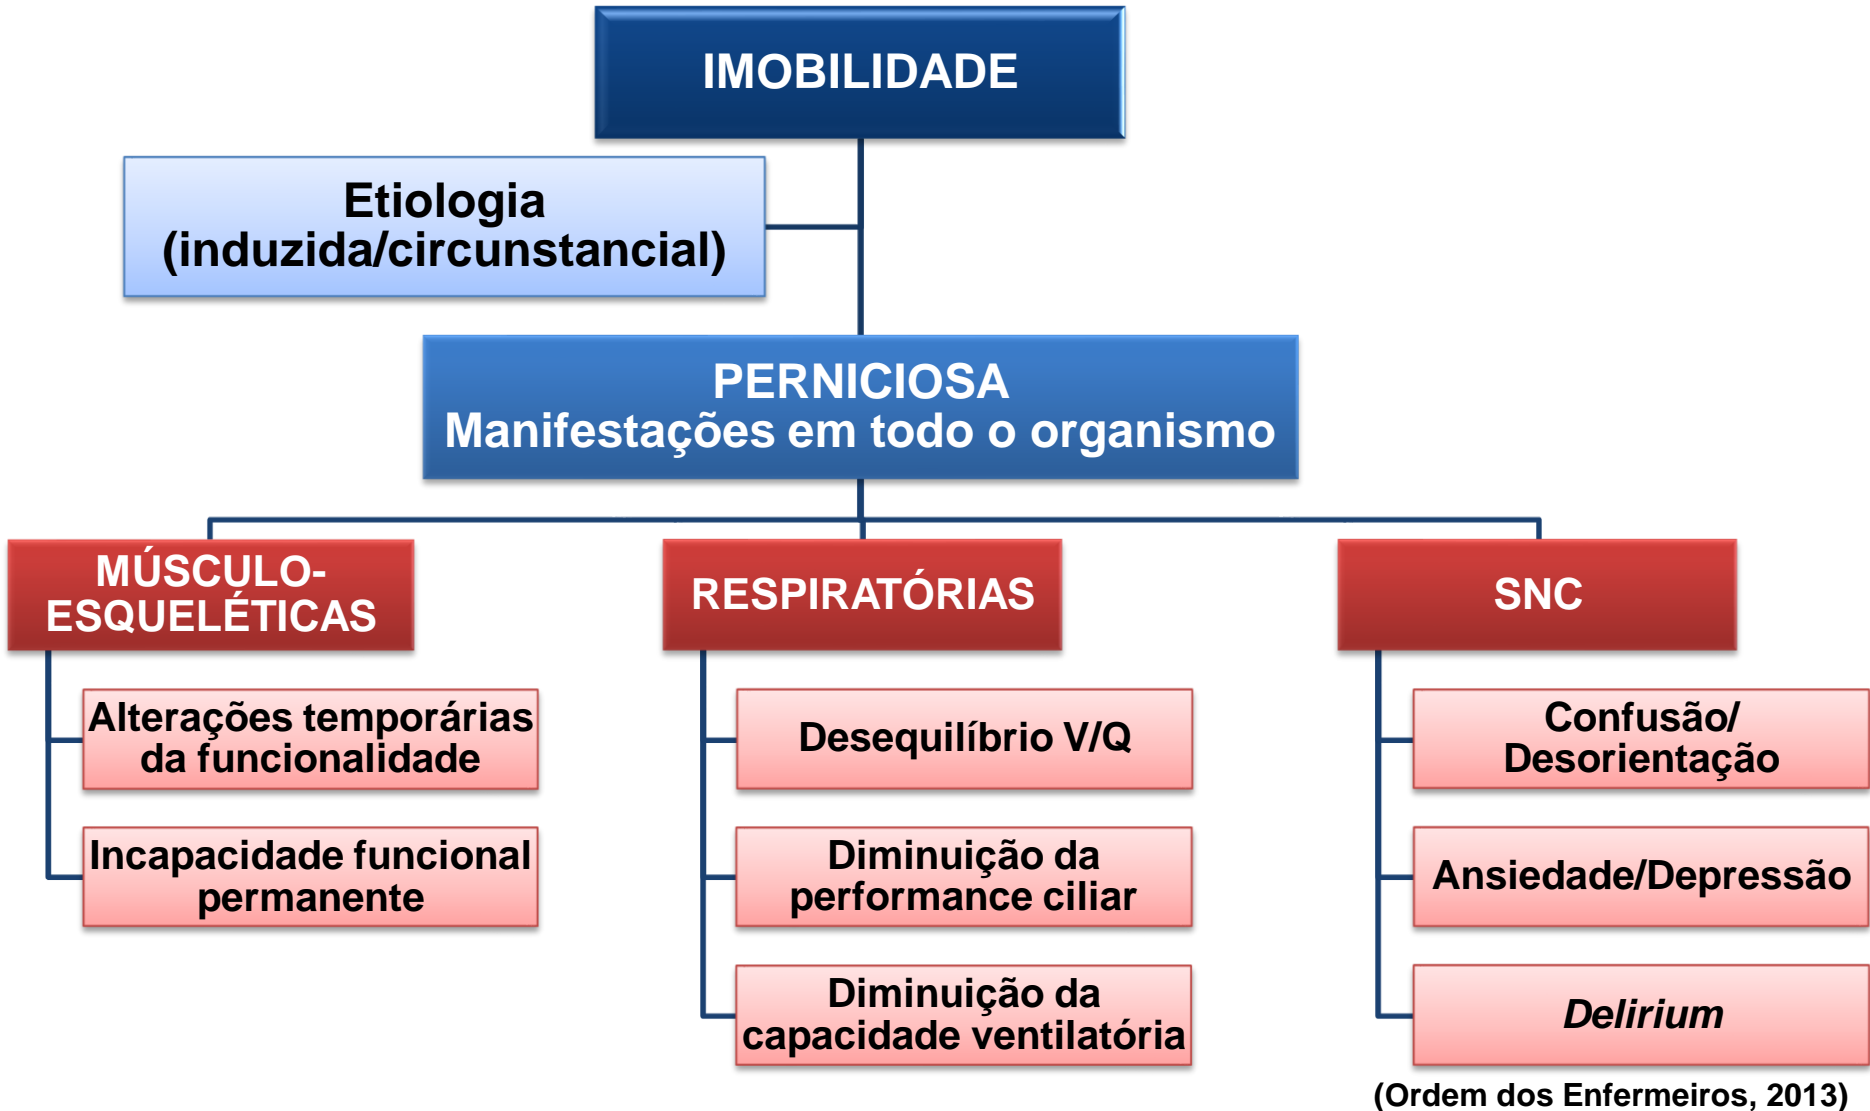 IMOBILIDADE
Etiologia
(induzida/circunstancial)
PERNICIOSA
Manifestações em todo o organismo
MÚSCULO-
ESQUELÉTICAS
Alterações temporárias
da funcionalidade
Incapacidade funcional
permanente
RESPIRATÓRIAS
Desequilíbrio V/Q
Diminuição da
performance ciliar
Diminuição da
capacidade ventilatória
SNC
Confusão/
Desorientação
Ansiedade/Depressão
Delirium
(Ordem dos Enfermeiros, 2013)